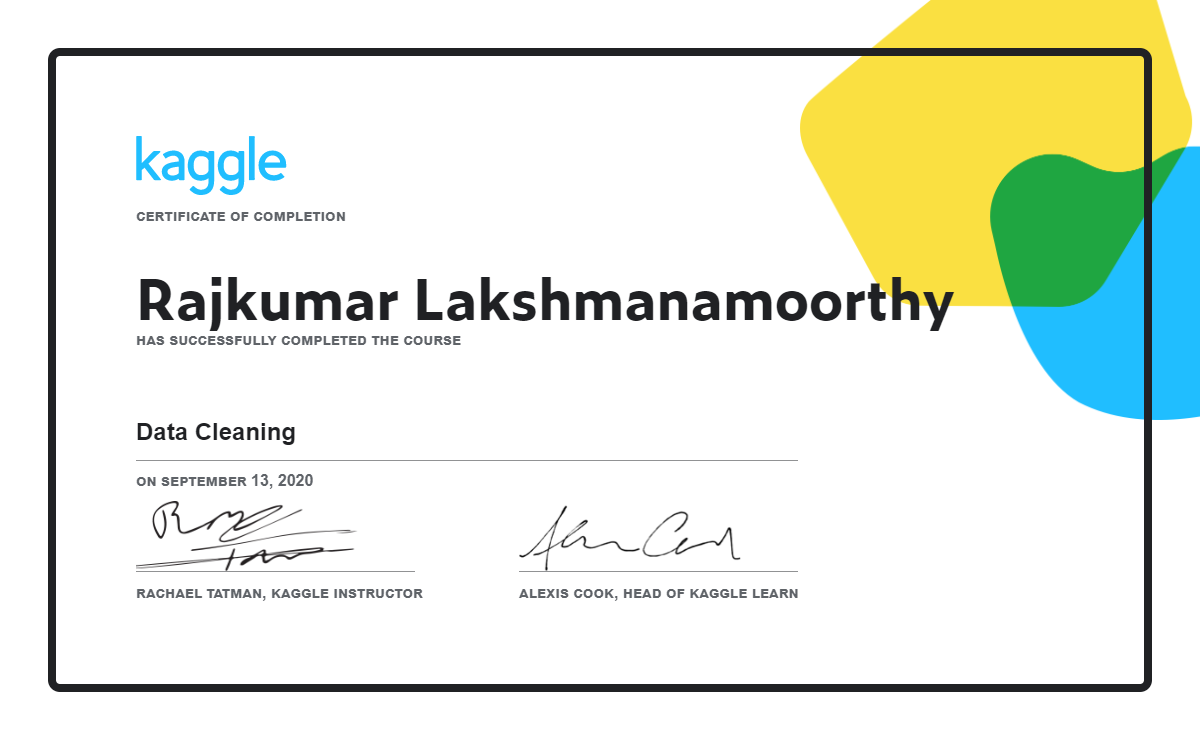 kaggle
CERTIFICATE OF COMPLETION
Rajkumar Lakshmanamoorthy
HAS SUCCESSFULLY COMPLETED THE COURSE
Data Cleaning
ON SEPTEMBER 13, 2020
RACHAEL TATMAN, KAGGLE INSTRUCTOR
ALEXIS COOK, HEAD OF KAGGLE LEARN